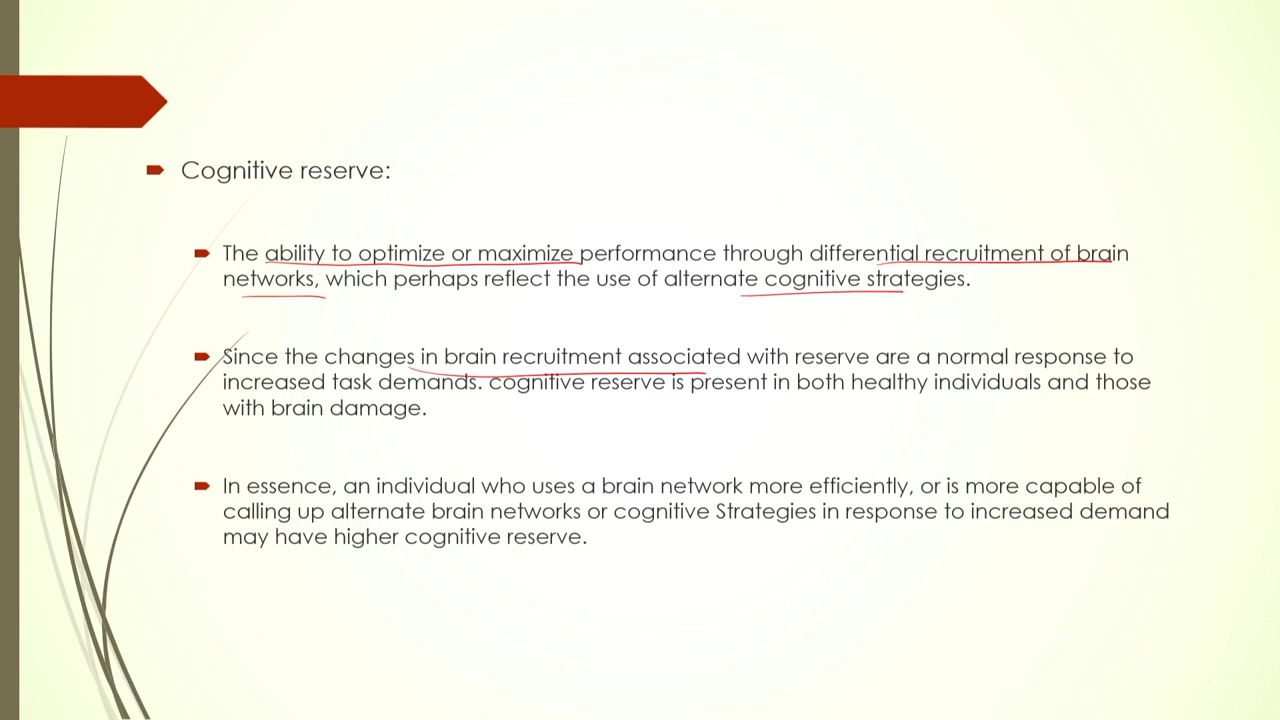 Cognitive reserve:
The ability to optimize or maximize performance through differential recruitment of brain
networks, which perhaps reflect the use of alternate cognitive strategies.
Since the changes in brain recruitment associated with reserve are a normal response to
increased task demands. cognitive reserve is present in both healthy individuals and those
with brain damage.
In essence, an individual who uses a brain network more efficiently, or is more capable of
calling up alternate brain networks or cognitive Strategies in response to increased demand
may have higher cognitive reserve.